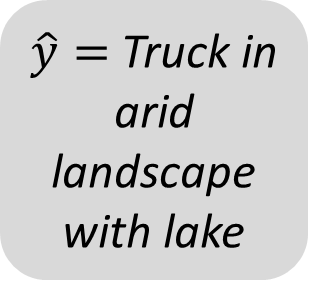 ŷ = Truck in
arid
landscape
with lake